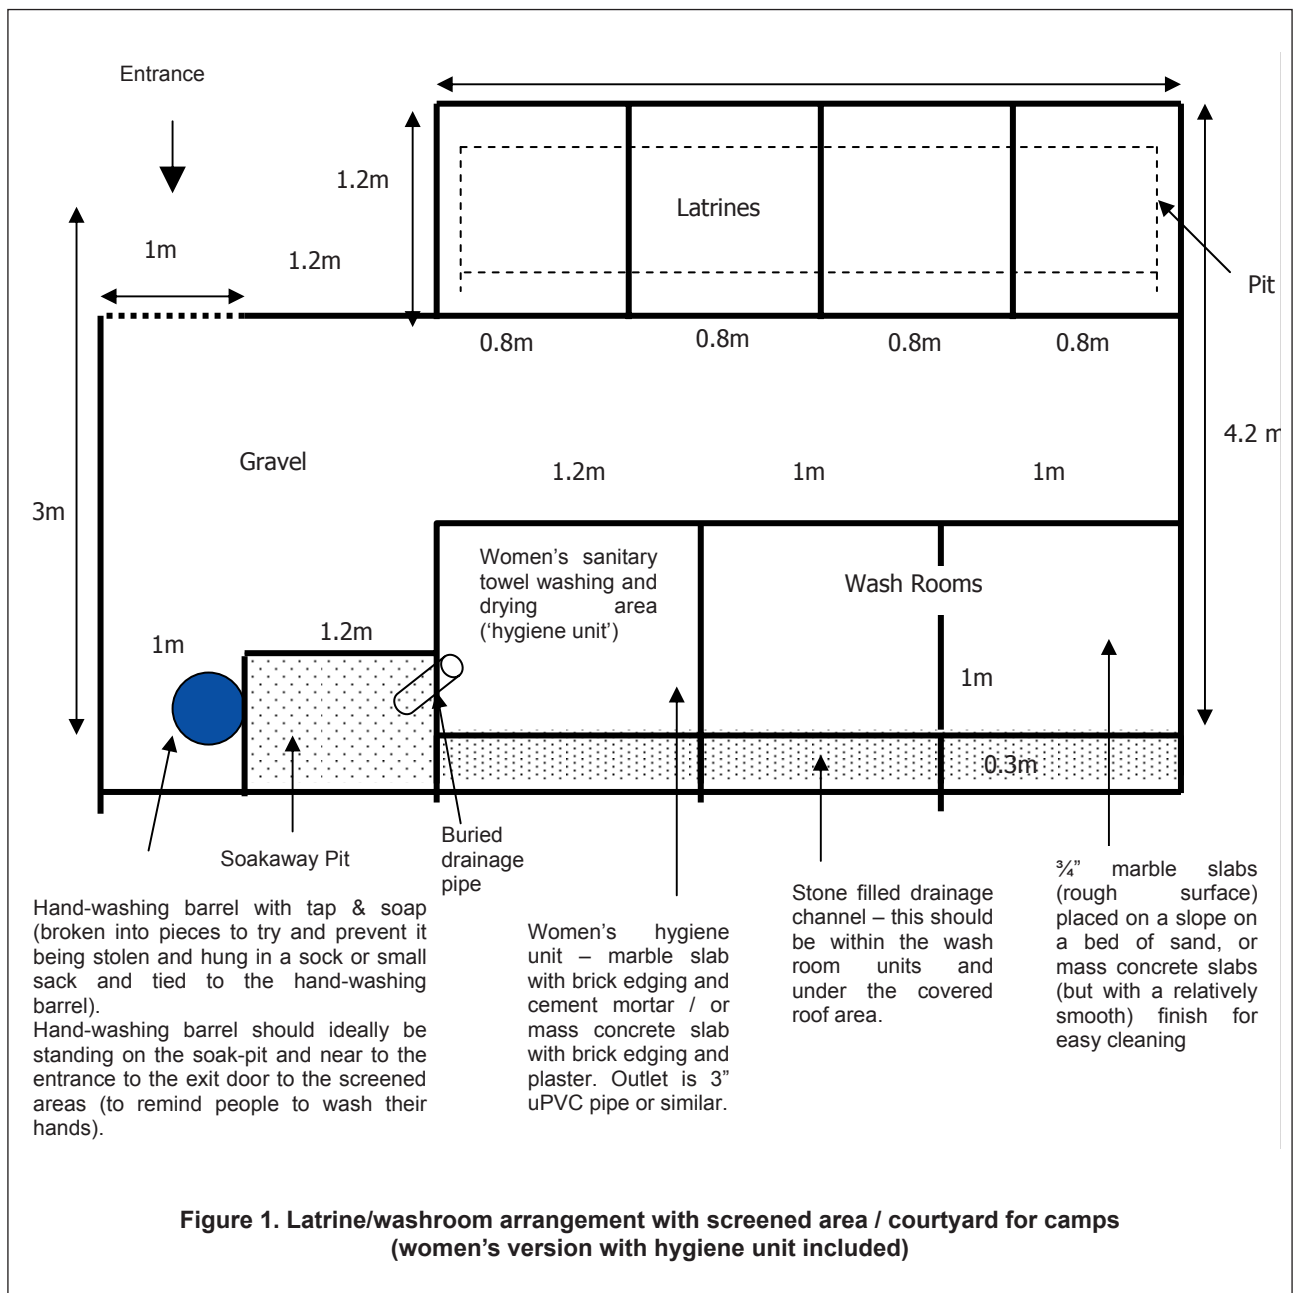 Entrance
1.2m
Latrines
1m
1.2m
Pit
0.8m
0.8m
0.8m
0.8m
4.2 m
Gravel
1.2m
1m
1m
3m
Women's sanitary
towel washing and
drying area
('hygiene unit')
Wash Rooms
1.2m
1m
1m
0.3m
Buried
drainage
pipe
Soakaway Pit
Hand-washing barrel with tap & soap
(broken into pieces to try and prevent it
being stolen and hung in a sock or small
sack and tied to the hand-washing
barrel).
Hand-washing barrel should ideally be
standing on the soak-pit and near to the
entrance to the exit door to the screened
areas (to remind people to wash their
hands).
Women's hygiene
unit – marble slab
with brick edging and
cement mortar / or
mass concrete slab
with brick edging and
plaster. Outlet is 3”
uPVC pipe or similar.
Stone filled drainage
channel – this should
be within the wash
room units and
under the covered
roof area.
¾” marble slabs
(rough surface)
placed on a slope on
a bed of sand, or
mass concrete slabs
(but with a relatively
smooth) finish for
easy cleaning
Figure 1. Latrine/washroom arrangement with screened area / courtyard for camps
(women's version with hygiene unit included)